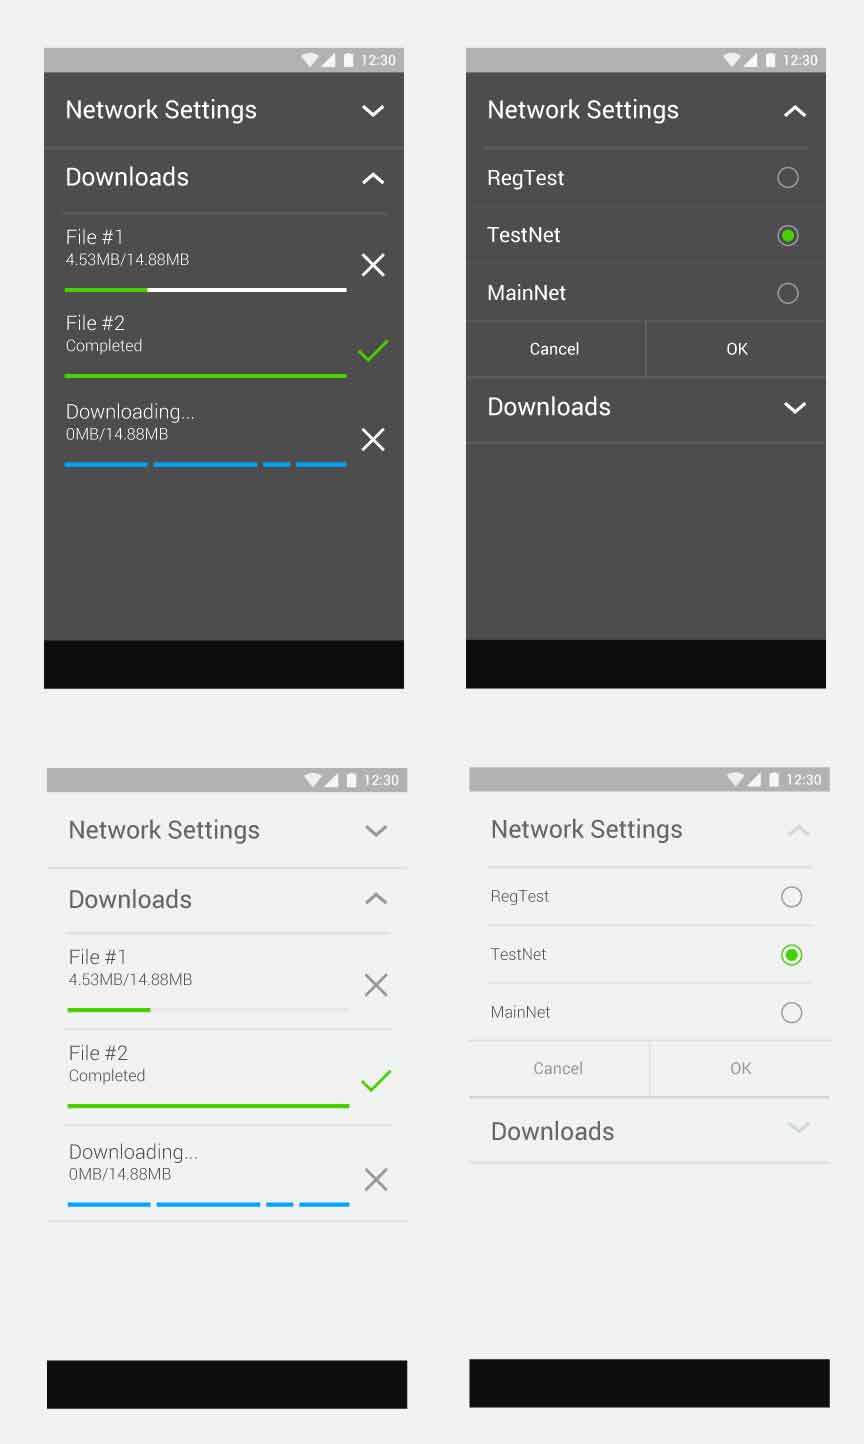 12:30
Network Settings
Downloads
File #1
4.53MB/14.88MB
File #2
Completed
Downloading...
0MB/14.88MB
12:30
Network Settings
RegTest
TestNet
MainNet
Cancel OK
Downloads
12:30
Network Settings
Downloads
File #1
4.53MB/14.88MB
File #2
Completed
Downloading...
0MB/14.88MB
12:30
Network Settings
RegTest
TestNet
MainNet
Cancel OK
Downloads